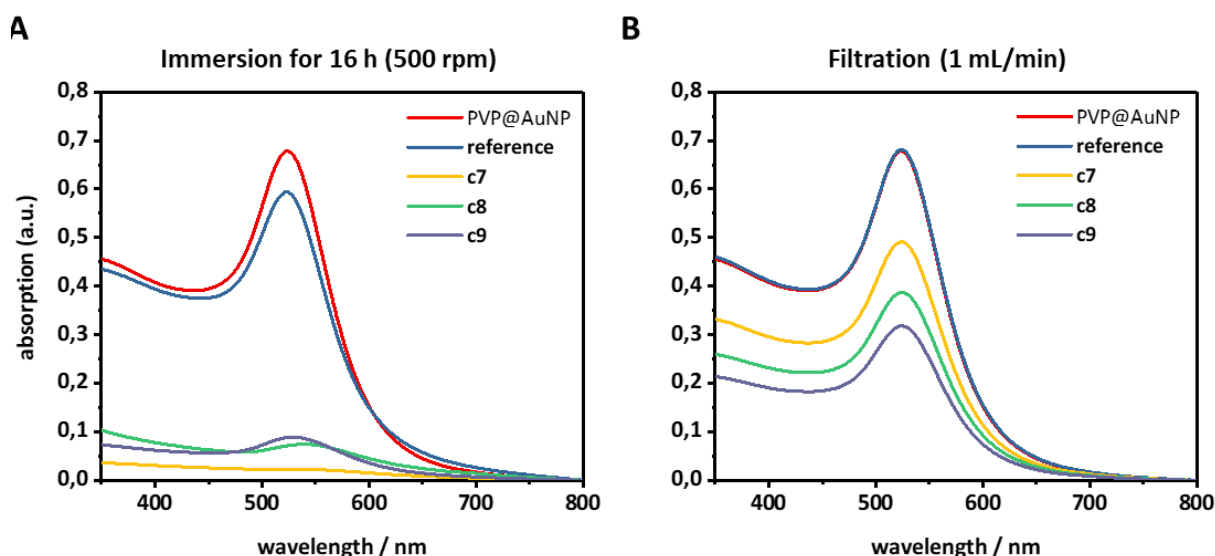 A
Immersion for 16 h (500 rpm)
0,8
0,7
0,6
0,5
0,4
0,3
0,2
0,1
0,0
absorption (a.u.)
PVP@AuNP
reference
c7
c8
c9
400
500
600
700
800
wavelength / nm
B
Filtration (1 mL/min)
0,8
0,7
0,6
0,5
0,4
0,3
0,2
0,1
0,0
PVP@AuNP
reference
c7
c8
c9
400
500
600
700
800
wavelength / nm